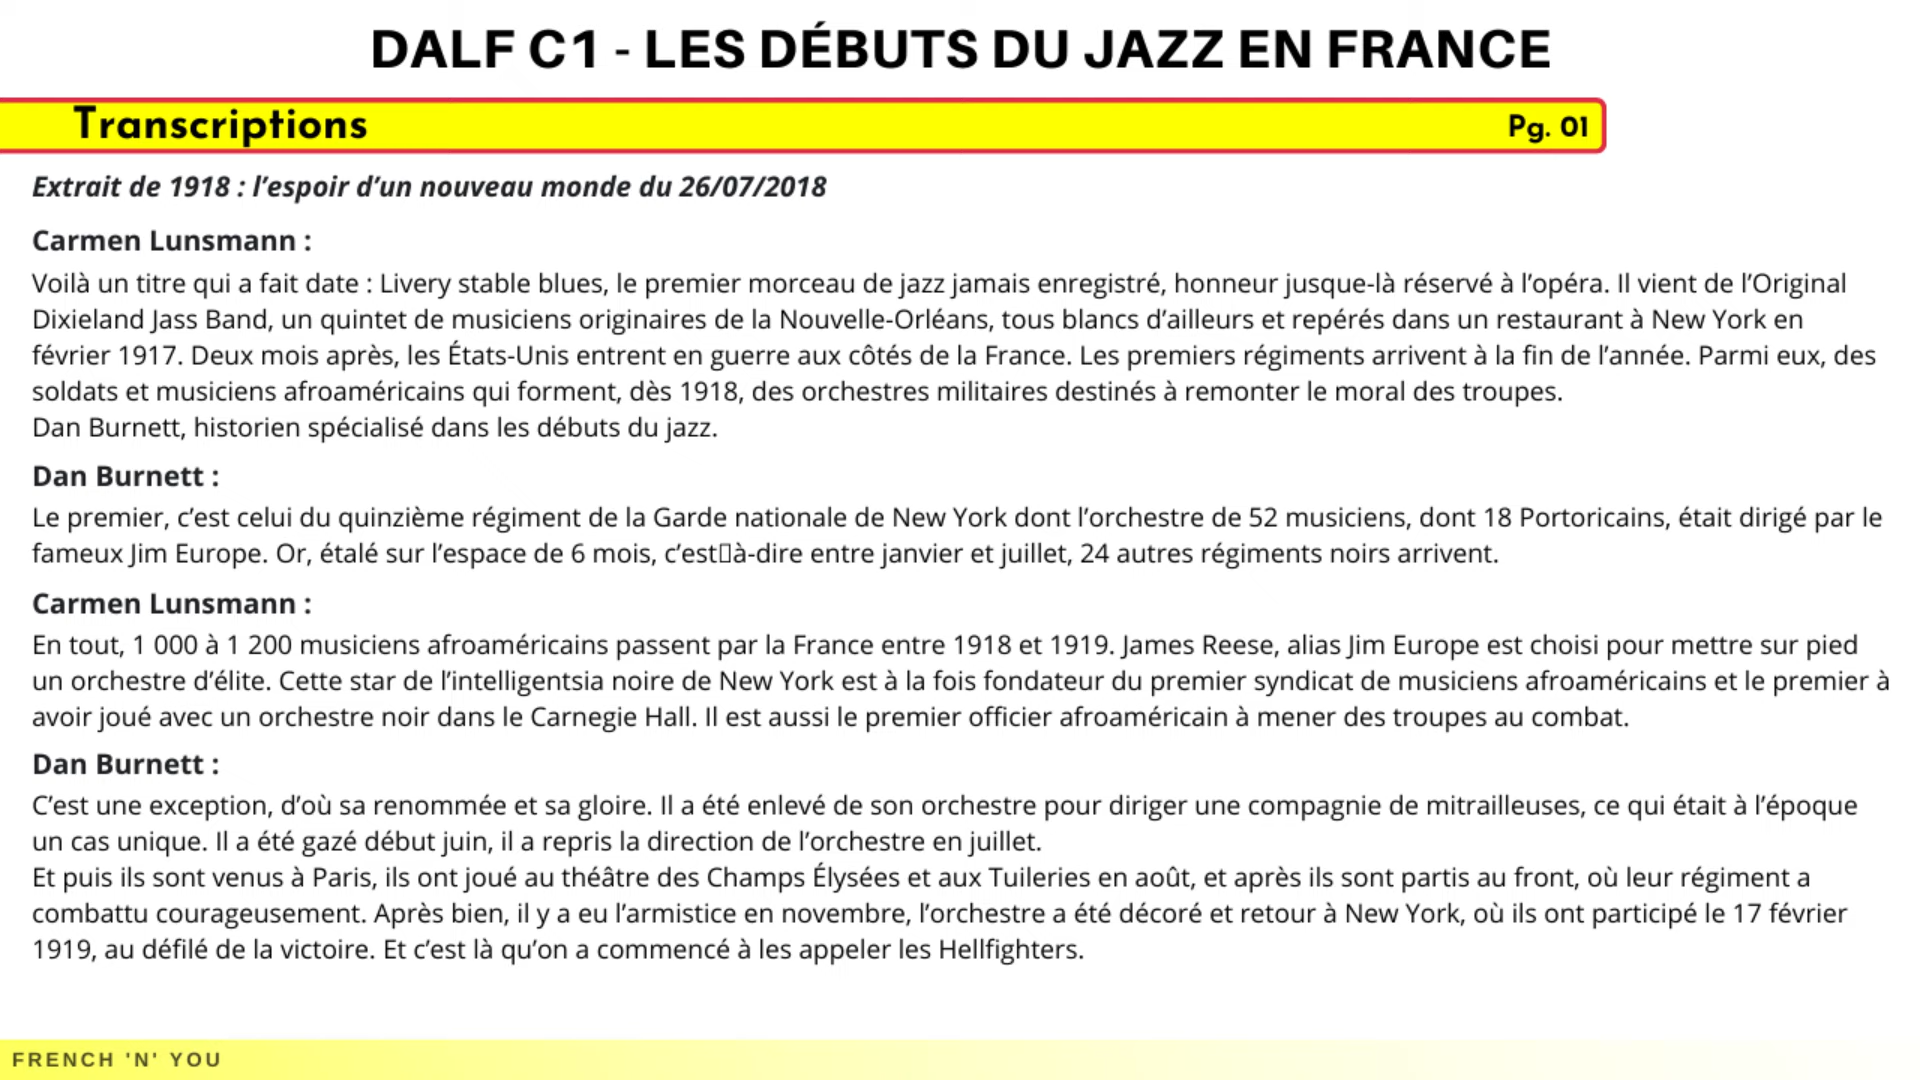 DALF C1 - LES DÉBUTS DU JAZZ EN FRANCE
Transcriptions
Pg. 01
Extrait de 1918 : l’espoir d’un nouveau monde du 26/07/2018
Carmen Lunsmann :
Voilà un titre qui a fait date : Livery stable blues, le premier morceau de jazz jamais enregistré, honneur jusque-là réservé à l’opéra. Il vient de l’Original
Dixieland Jass Band, un quintet de musiciens originaires de la Nouvelle-Orléans, tous blancs d’ailleurs et repérés dans un restaurant à New York en
février 1917. Deux mois après, les États-Unis entrent en guerre aux côtés de la France. Les premiers régiments arrivent à la fin de l’année. Parmi eux, des
soldats et musiciens afroaméricains qui forment, dès 1918, des orchestres militaires destinés à remonter le moral des troupes.
Dan Burnett, historien spécialisé dans les débuts du jazz.
Dan Burnett :
Le premier, c’est celui du quinzième régiment de la Garde nationale de New York dont l’orchestre de 52 musiciens, dont 18 Portoricains, était dirigé par le
fameux Jim Europe. Or, étalé sur l’espace de 6 mois, c’est▯à-dire entre janvier et juillet, 24 autres régiments noirs arrivent.
Carmen Lunsmann :
En tout, 1 000 à 1 200 musiciens afroaméricains passent par la France entre 1918 et 1919. James Reese, alias Jim Europe est choisi pour mettre sur pied
un orchestre d’élite. Cette star de l’intelligentsia noire de New York est à la fois fondateur du premier syndicat de musiciens afroaméricains et le premier à
avoir joué avec un orchestre noir dans le Carnegie Hall. Il est aussi le premier officier afroaméricain à mener des troupes au combat.
Dan Burnett :
C’est une exception, d’où sa renommée et sa gloire. Il a été enlevé de son orchestre pour diriger une compagnie de mitrailleuses, ce qui était à l’époque
un cas unique. Il a été gazé début juin, il a repris la direction de l’orchestre en juillet.
Et puis ils sont venus à Paris, ils ont joué au théâtre des Champs Élysées et aux Tuileries en août, et après ils sont partis au front, où leur régiment a
combattu courageusement. Après bien, il y a eu l’armistice en novembre, l’orchestre a été décoré et retour à New York, où ils ont participé le 17 février
1919, au défilé de la victoire. Et c’est là qu’on a commencé à les appeler les Hellfighters.
FRENCH 'N' YOU